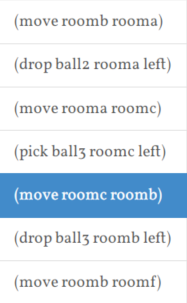 (move roomb rooma)
(drop ball2 rooma left)
(move rooma roomc)
(pick ball3 roomc left)
(move roomc roomb)
(drop ball3 roomb left)
(move roomb roomf)